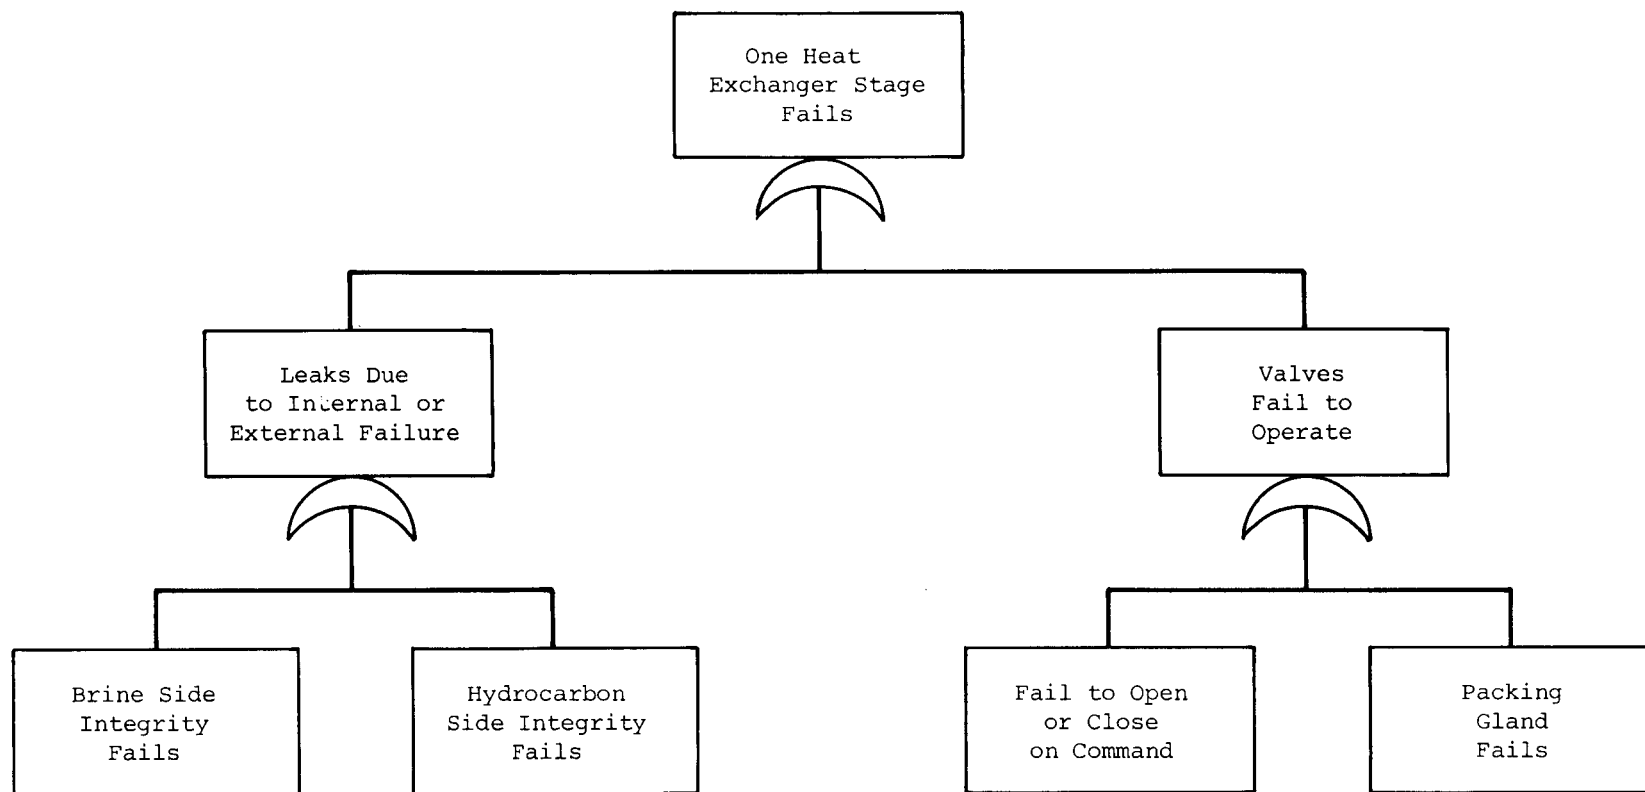 One Heat
Exchanger Stage
Fails
Leaks Due
to Internal or
External Failure
Valves
Fail to
Operate
Brine Side
Integrity
Fails
Hydrocarbon
Side Integrity
Fails
Fail to Open
or Close
on Command
Packing
Gland
Fails